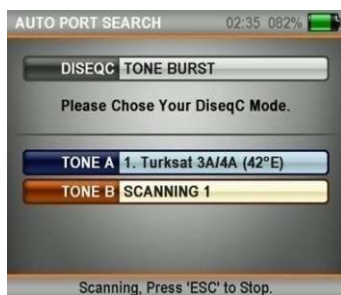 AUTO PORT SEARCH 02:35 082%
DISEQC TONE BURST
Please Chose Your DiseqC Mode.
TONE A 1. Turksat 3A/4A (42°E)
TONE B SCANNING 1
Scanning, Press 'ESC' to Stop.